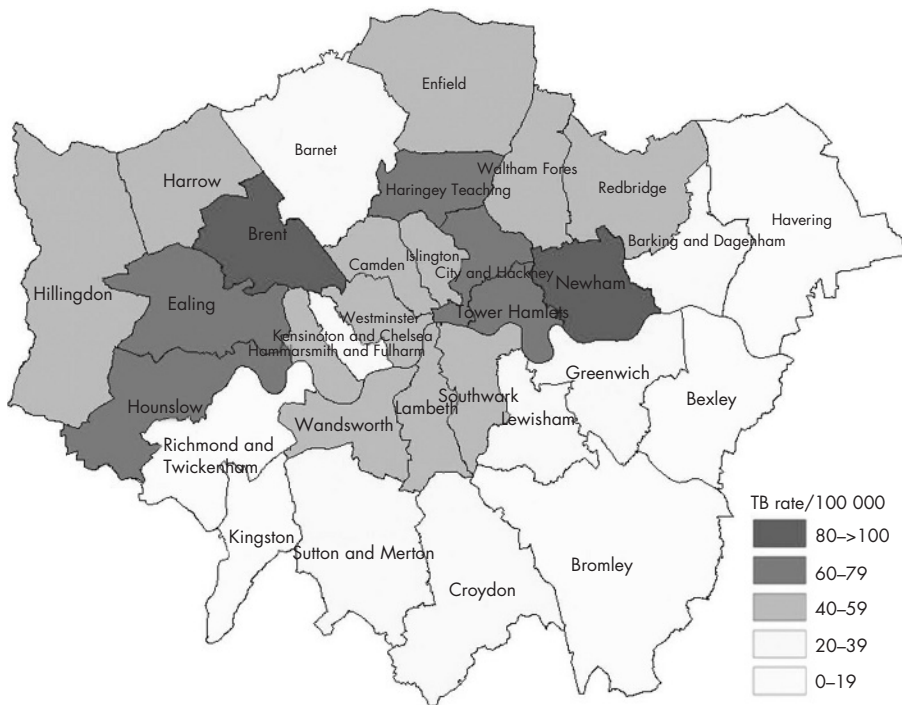 Enfield
Barnet
Waltham Fores
Haringey Teaching
Harrow
Redbridge
Havering
Brent
Barking and Dagenham
Islington
Camden
City and Hackney
Newham
Hillingdon
Ealing
Westminster
Tower Hamlets
Kensinoton and Chelsea
Hammarsmith and Fulharm
Greenwich
Hounslow
Southwark
Bexley
Lambeth
Wandsworth
Lewisham
Richmond and
Twickenham
Kingston
Sutton and Merton
Bromley
Croydon
TB rate/100 000
80–>100
60–79
40–59
20–39
0–19